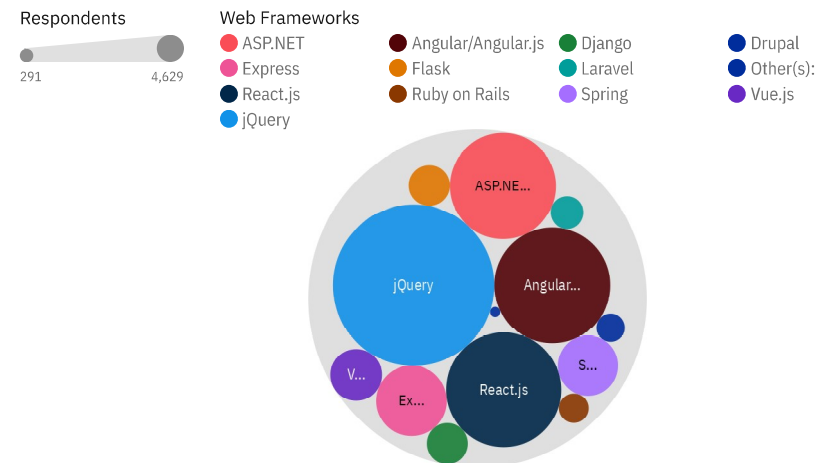 Respondents
291
4,629
Web Frameworks
ASP.NET
Angular/Angular.js
Django
Drupal
Express
Flask
Laravel
Other(s):
React.js
Ruby on Rails
Spring
Vue.js
jQuery
ASP.NE...
jQuery
Angular...
S...
V...
React.js
Ex...